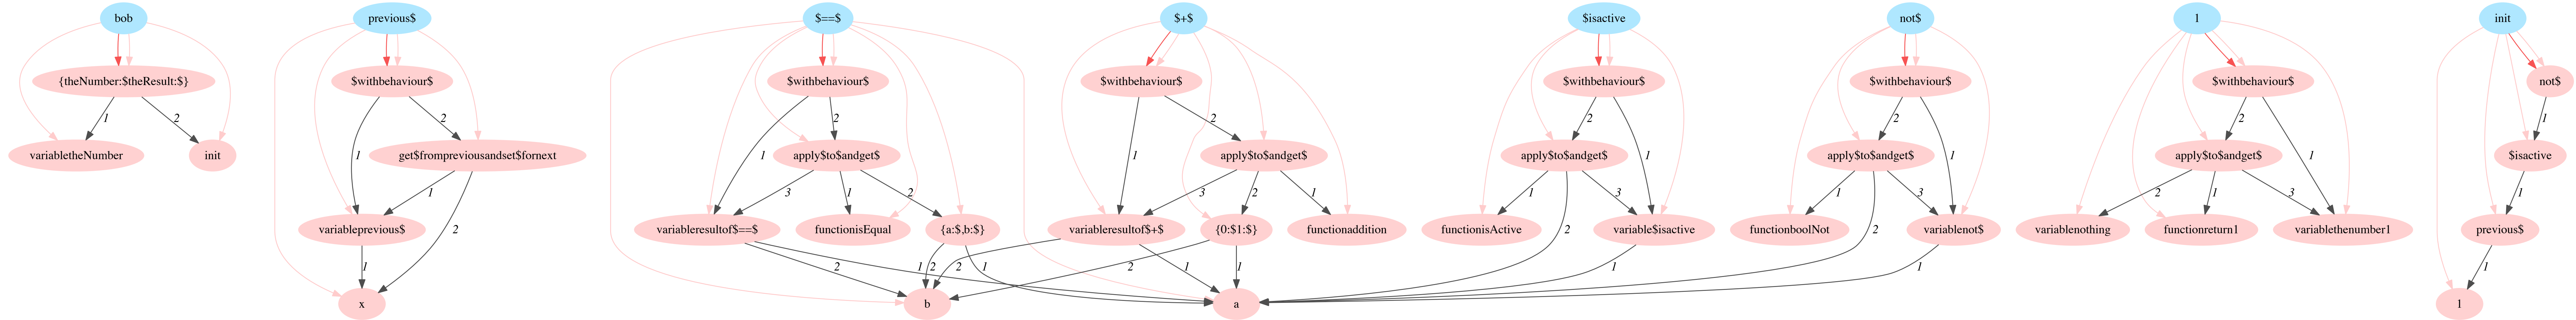 bob
previous$
$==$
$+$
$isactive
not$
1
init
{theNumber:$theResult:$}
$withbehaviour$
$withbehaviour$
$withbehaviour$
$withbehaviour$
$withbehaviour$
$withbehaviour$
not$
1
2
2
1
2
1
2
2
1
2
1
2
1
1
variabletheNumber
init
1
get$frompreviousandset$fornext
apply$to$andget$
apply$to$andget$
apply$to$andget$
apply$to$andget$
apply$to$andget$
$isactive
1
2
3
1
2
3
2
1
1
2
3
1
2
3
2
1
3
1
variableprevious$
variableresultof$==$
functionisEqual
{a:$,b:$}
variableresultof$+$
{0:$1:$}
functionaddition
functionisActive
variable$isactive
functionboolNot
variablenot$
variablenothing
functionreturn1
variablethenumber1
previous$
1
2
1
2
1
2
1
2
1
1
1
1
x
b
a
1